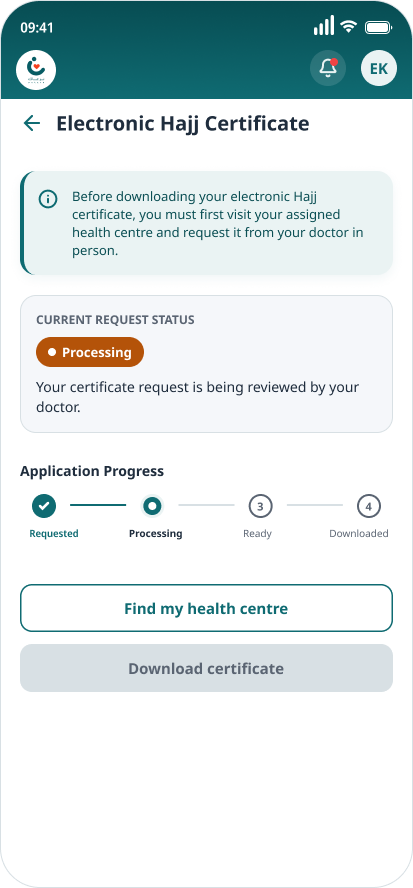 09:41
EK
Electronic Hajj Certificate
Before downloading your electronic Hajj
certificate, you must first visit your assigned
health centre and request it from your doctor in
person.
CURRENT REQUEST STATUS
Processing
Your certificate request is being reviewed by your
doctor.
Application Progress
3
4
Requested
Processing
Ready
Downloaded
Find my health centre
Download certificate